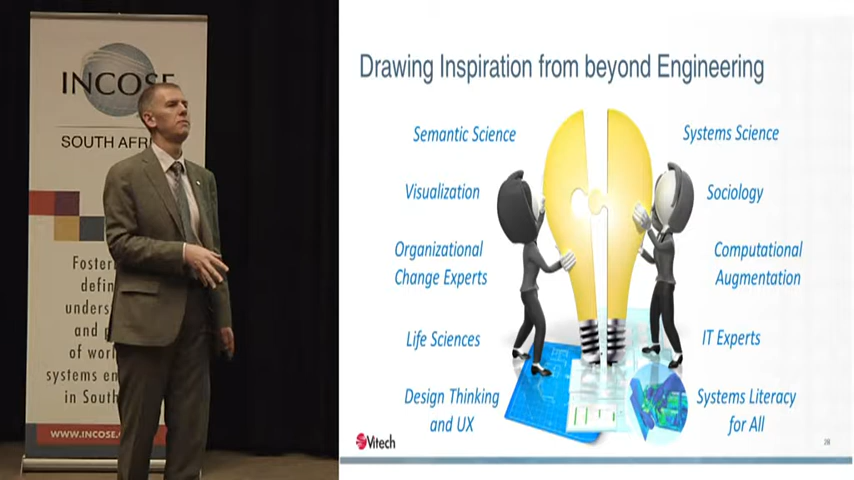 INCOSE
SOUTH AFR
Foster
defin
unders
and p
of worl
systems en
in South
WWW.INCOSE.
Drawing Inspiration from beyond Engineering
Semantic Science
Systems Science
Visualization
Sociology
Organizational
Change Experts
Computational
Augmentation
Life Sciences
IT Experts
Design Thinking
and UX
Systems Literacy
for All
Vitech
28